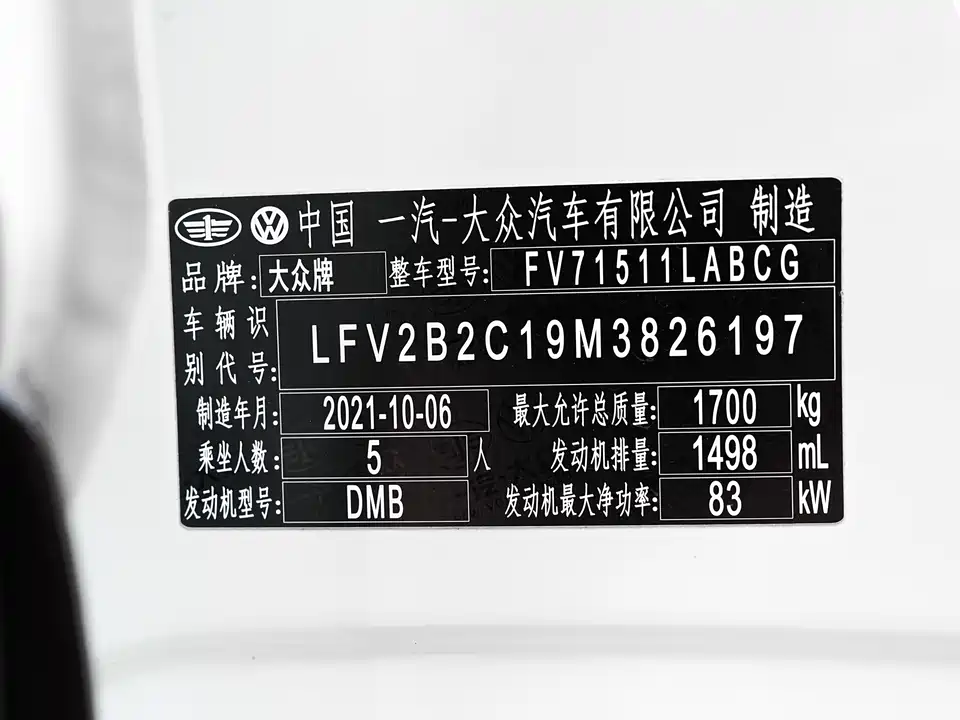 中国 一汽-大众汽车有限公司 制造
品牌: 大众牌 整车型号: FV71511LABCG
车辆识别代号: LFV2B2C19M3826197
制造年月: 2021-10-06 最大允许总质量: 1700 kg
乘坐人数: 5 人 发动机排量: 1498 mL
发动机型号: DMB 发动机最大净功率: 83 kW